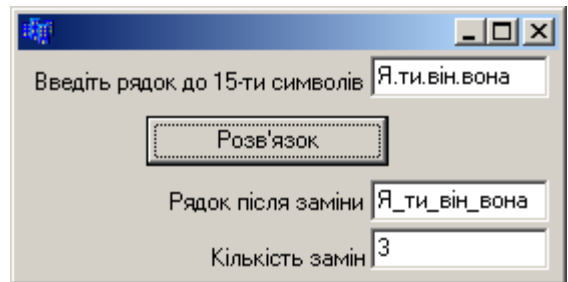 Введіть рядок до 15-ти символів Я.ти.він.вона
Розв'язок
Рядок після заміни Я_ти_він_вона
Кількість замін 3